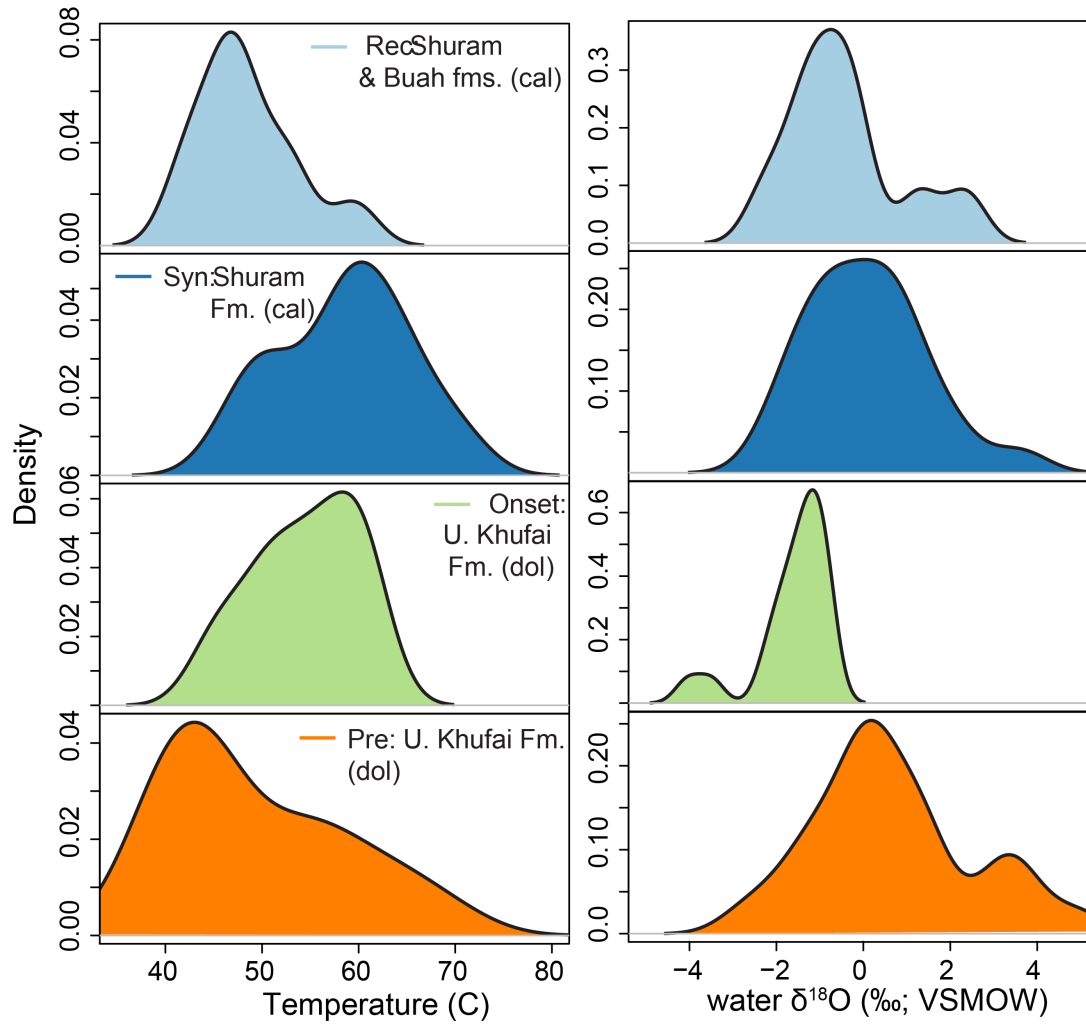 0.08
0.04
0.00
Rec:Shuram
& Buah fms. (cal)
0.3
0.2
0.1
0.0
0.04
0.02
Syn:Shuram
Fm. (cal)
0.20
0.10
Density
0.06
0.04
0.02
0.00
Onset:
U. Khufai
Fm. (dol)
0.6
0.4
0.2
0.04
0.02
0.00
Pre: U. Khufai Fm.
(dol)
0.20
0.10
0.0
40 50 60 70 80
Temperature (C)
−4 −2 0 2 4
water δ¹⁸O (‰; VSMOW)